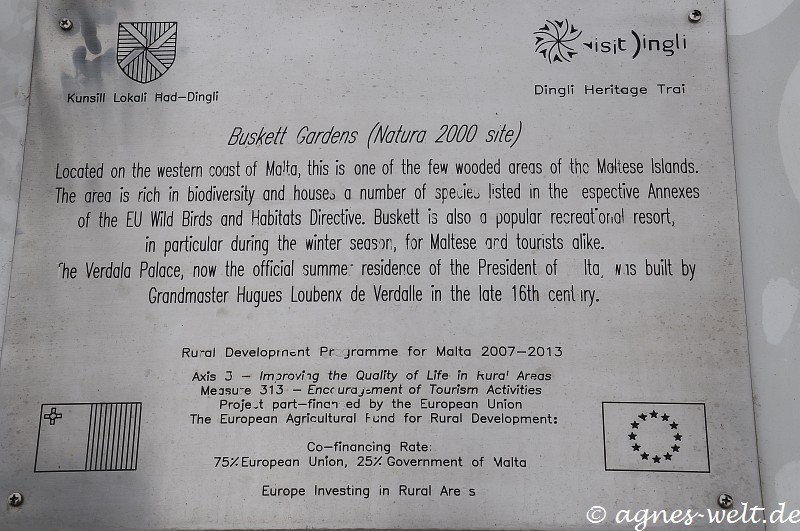 Kunsill Lokali Ħad-Dingli
visit Dingli
Dingli Heritage Trai
Buskett Gardens (Natura 2000 site)
Located on the western coast of Malta, this is one of the few wooded areas of the Maltese Islands.
The area is rich in biodiversity and houses a number of species listed in the espective Annexes
of the EU Wild Birds and Habitats Directive. Buskett is also a popular recreational resort,
in particular during the winter season, for Maltese and tourists alike.
The Verdala Palace, now the official summer residence of the President of lta, was built by
Grandmaster Hugues Loubenx de Verdalle in the late 16th century.
Rural Development Programme for Malta 2007-2013
Axis 3 - Improving the Quality of Life in Rural Areas
Measure 313 - Encouragement of Tourism Activities
Project part-finan ed by the European Union
The European Agricultural Fund for Rural Development:
Co-financing Rate:
75% European Union, 25% Government of Malta
Europe Investing in Rural Are s
© agnes-welt.de